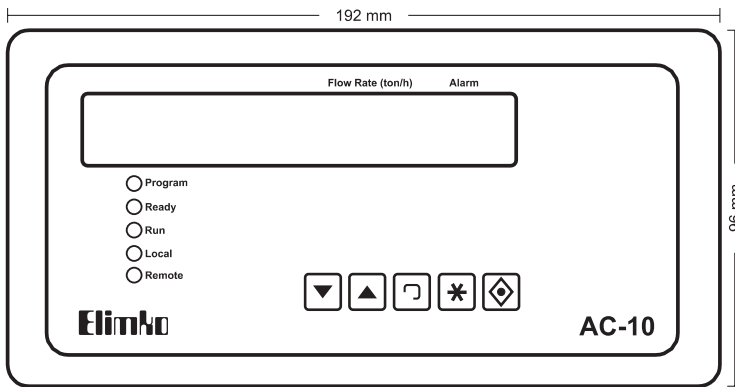 192 mm
Flow Rate (ton/h) Alarm
Program
Ready
Run
Local
Remote
96 mm
Elimko
AC-10